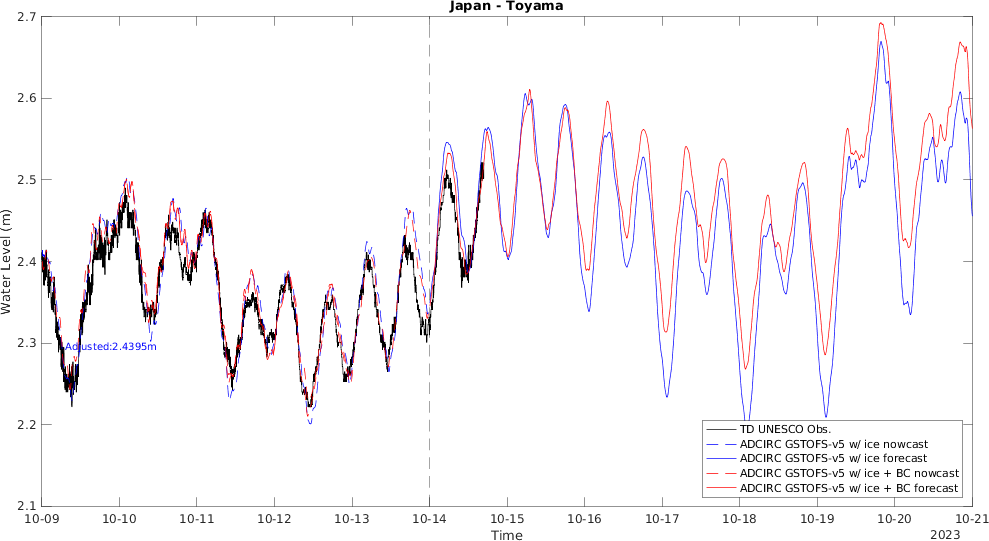 Japan - Toyama
2.7
2.6
2.5
2.4
2.3
2.2
2.1
Water Level (m)
Adjusted:2.4395m
TD UNESCO Obs.
ADCIRC GSTOFS-v5 w/ ice nowcast
ADCIRC GSTOFS-v5 w/ ice forecast
ADCIRC GSTOFS-v5 w/ ice + BC nowcast
ADCIRC GSTOFS-v5 w/ ice + BC forecast
10-09 10-10 10-11 10-12 10-13 10-14 10-15 10-16 10-17 10-18 10-19 10-20 10-21
Time
2023